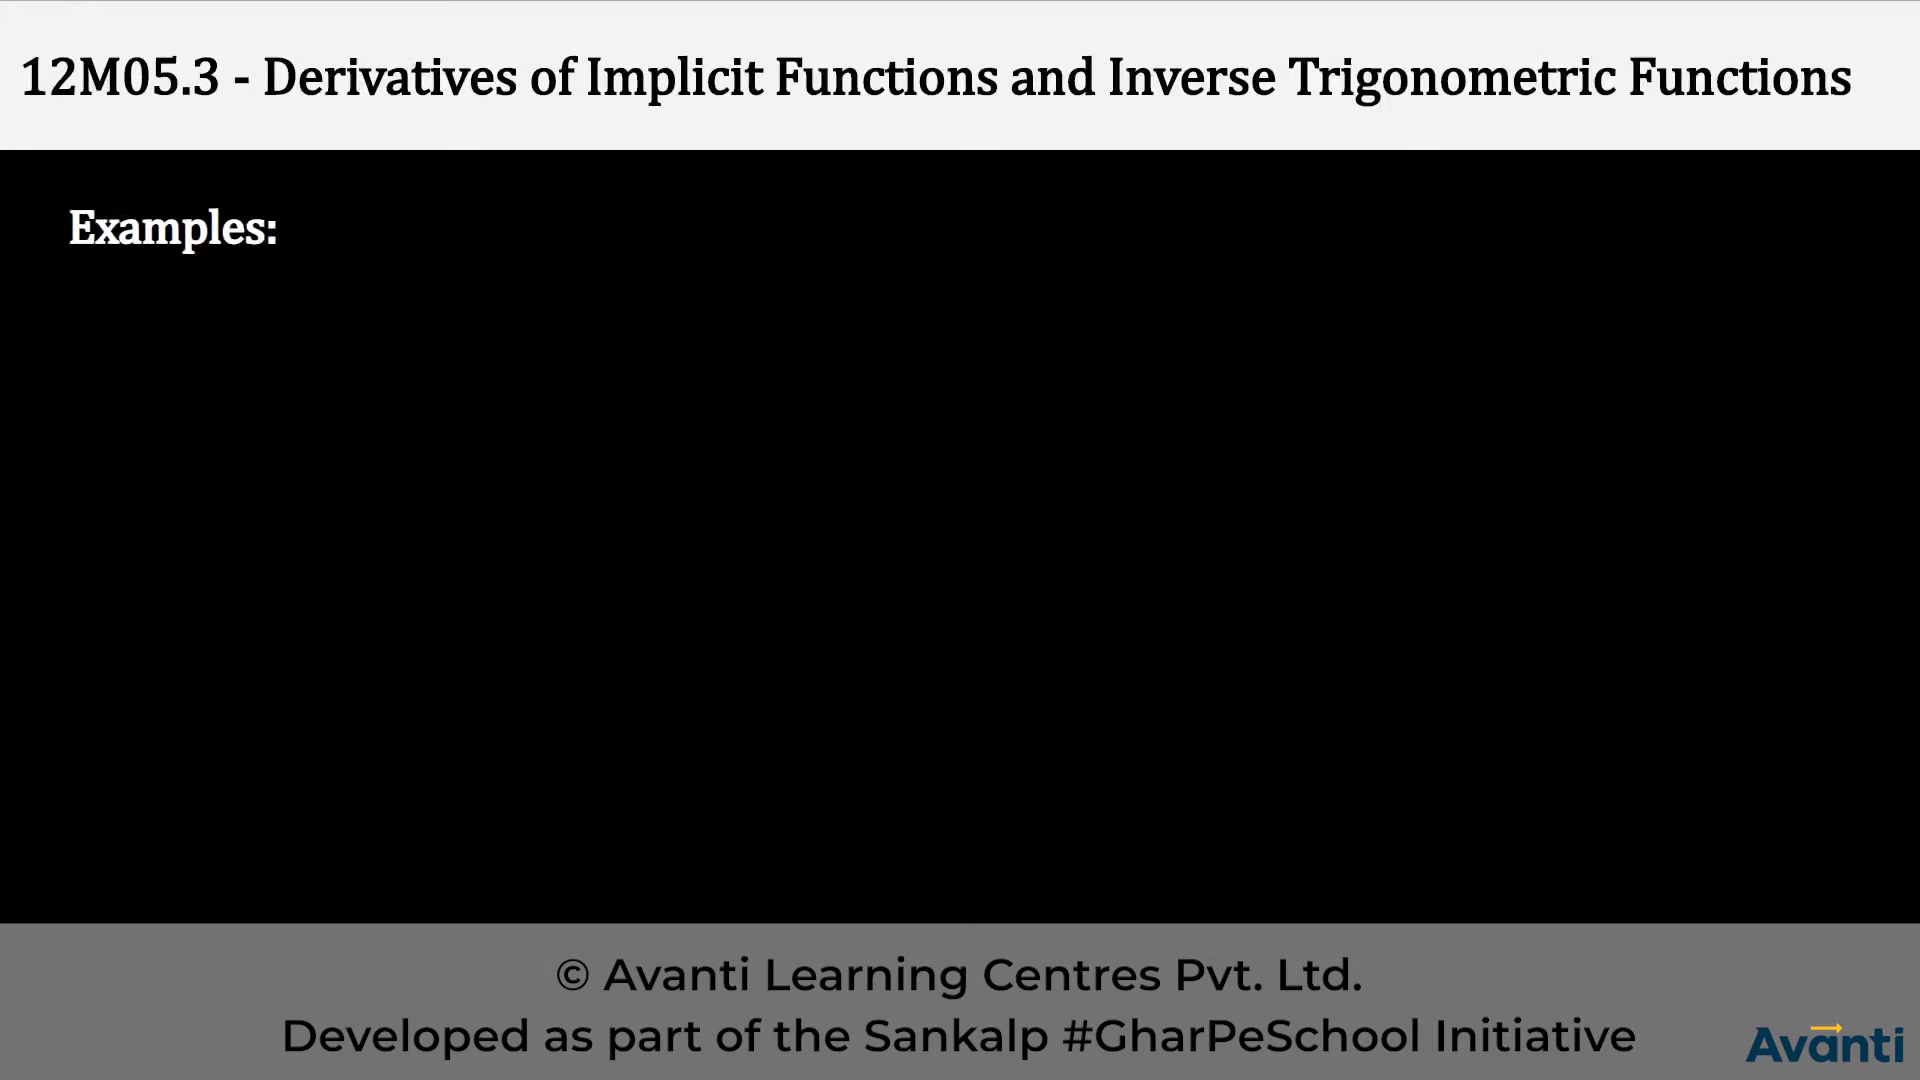 12M05.3 - Derivatives of Implicit Functions and Inverse Trigonometric Functions
Examples:
© Avanti Learning Centres Pvt. Ltd.
Developed as part of the Sankalp #GharPeSchool Initiative
Avanti